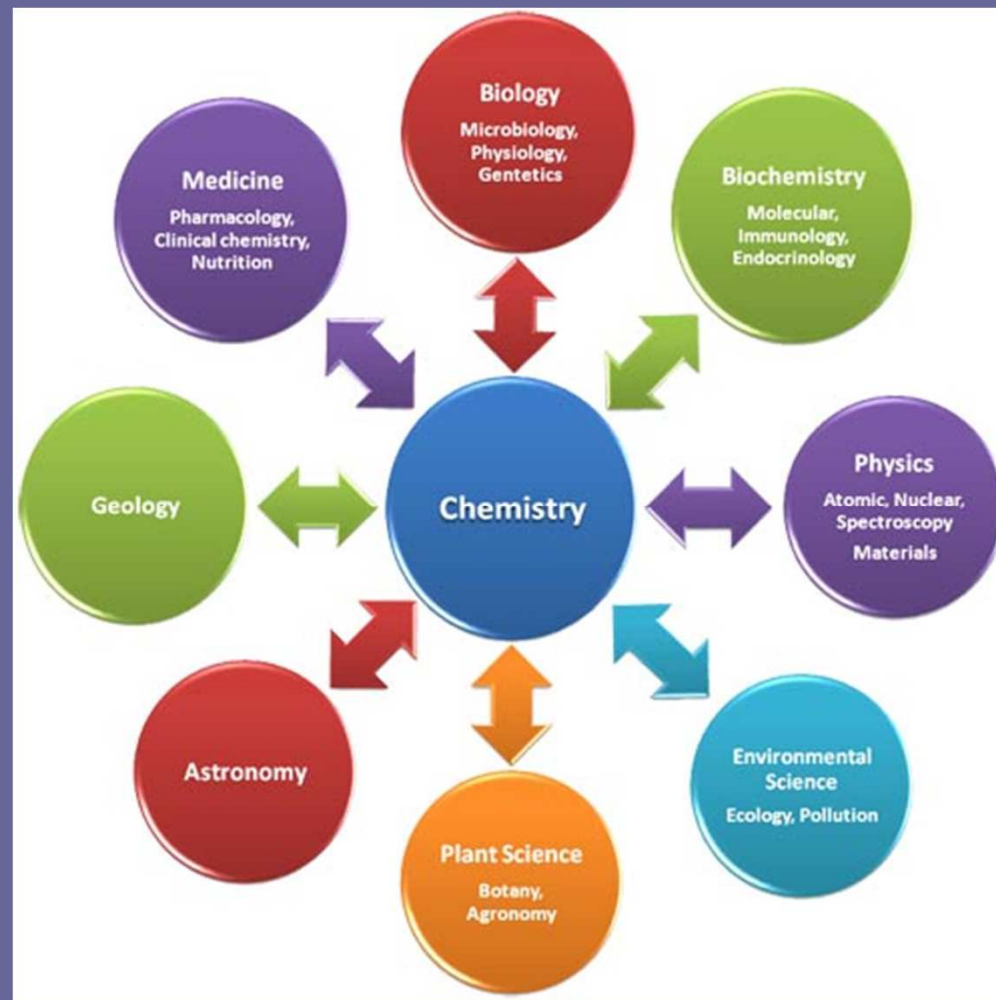 Biology
Microbiology,
Physiology,
Gentetics
Biochemistry
Molecular,
Immunology,
Endocrinology
Medicine
Pharmacology,
Clinical chemistry,
Nutrition
Physics
Atomic, Nuclear,
Spectroscopy
Materials
Geology
Chemistry
Environmental
Science
Ecology, Pollution
Astronomy
Plant Science
Botany,
Agronomy